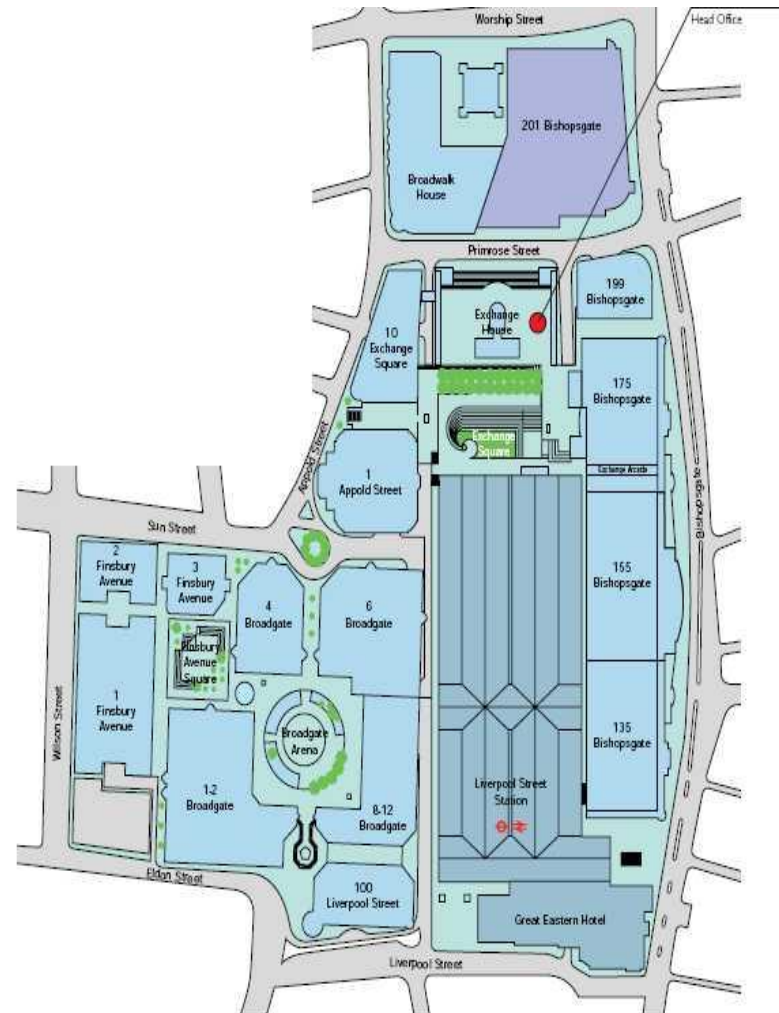 Worship Street
Head Office
201 Bishopsgate
Broadwalk
House
Primrose Street
199
Bishopsgate
Exchange
House
10
Exchange
Square
175
Bishopsgate
Exchange
Square
Appold Street
1
Appold Street
Exchange Arcade
Bishopsgate
Sun Street
2
Finsbury
Avenue
3
Finsbury
Avenue
4
Broadgate
6
Broadgate
155
Bishopsgate
Finsbury
Avenue
Square
1
Finsbury
Avenue
Wilson Street
Broadgate
Arena
135
Bishopsgate
1-2
Broadgate
8-12
Broadgate
Liverpool Street
Station
Eldon Street
100
Liverpool Street
Great Eastern Hotel
Liverpool Street